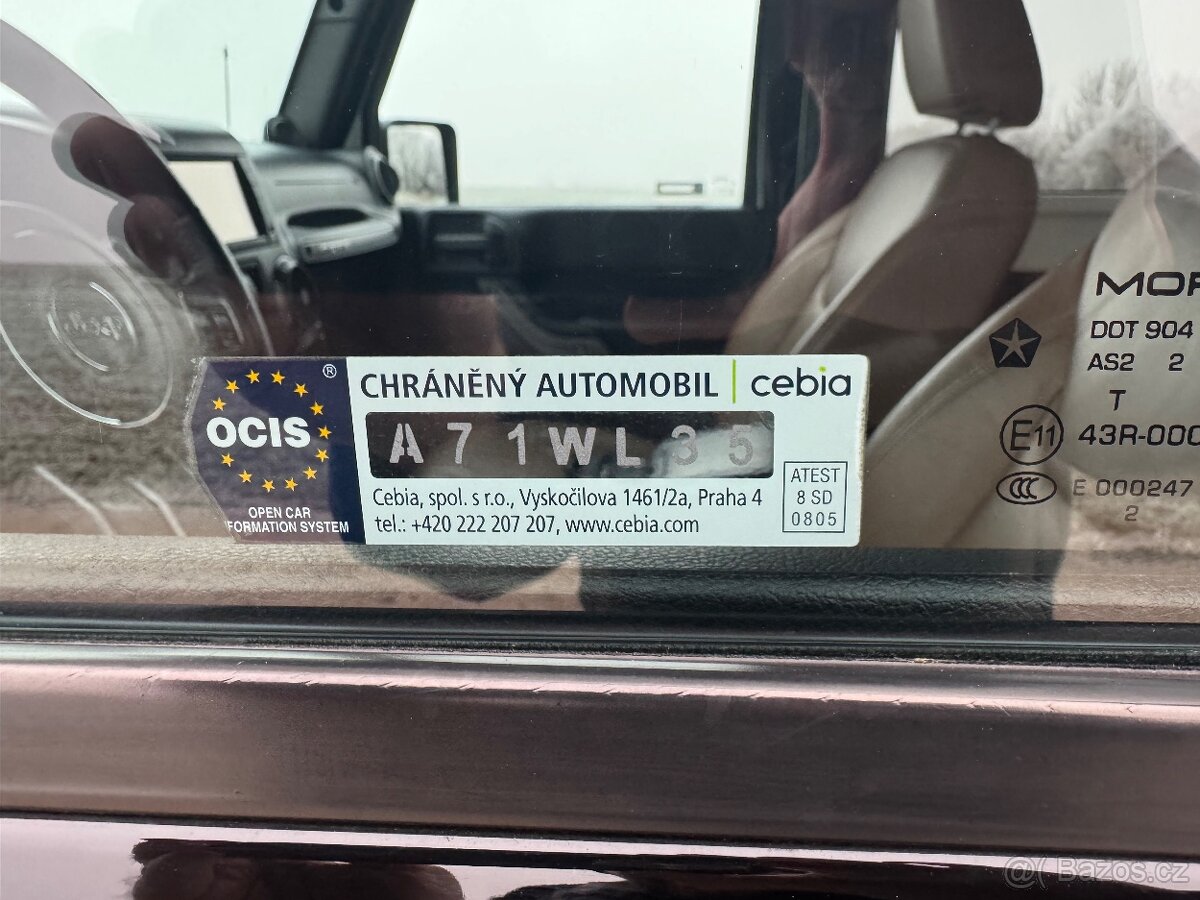 OCIS
®
OPEN CAR
FORMATION SYSTEM
CHRÁNĚNÝ AUTOMOBIL | cebia
A71WL35
Cebia, spol. s r.o., Vyskočilova 1461/2a, Praha 4
tel.: +420 222 207 207, www.cebia.com
ATEST
8 SD
0805
MOP
DOT 904
AS2 2
T
E11 43R-000
CCC E 000247
2
@( Bazos.cz